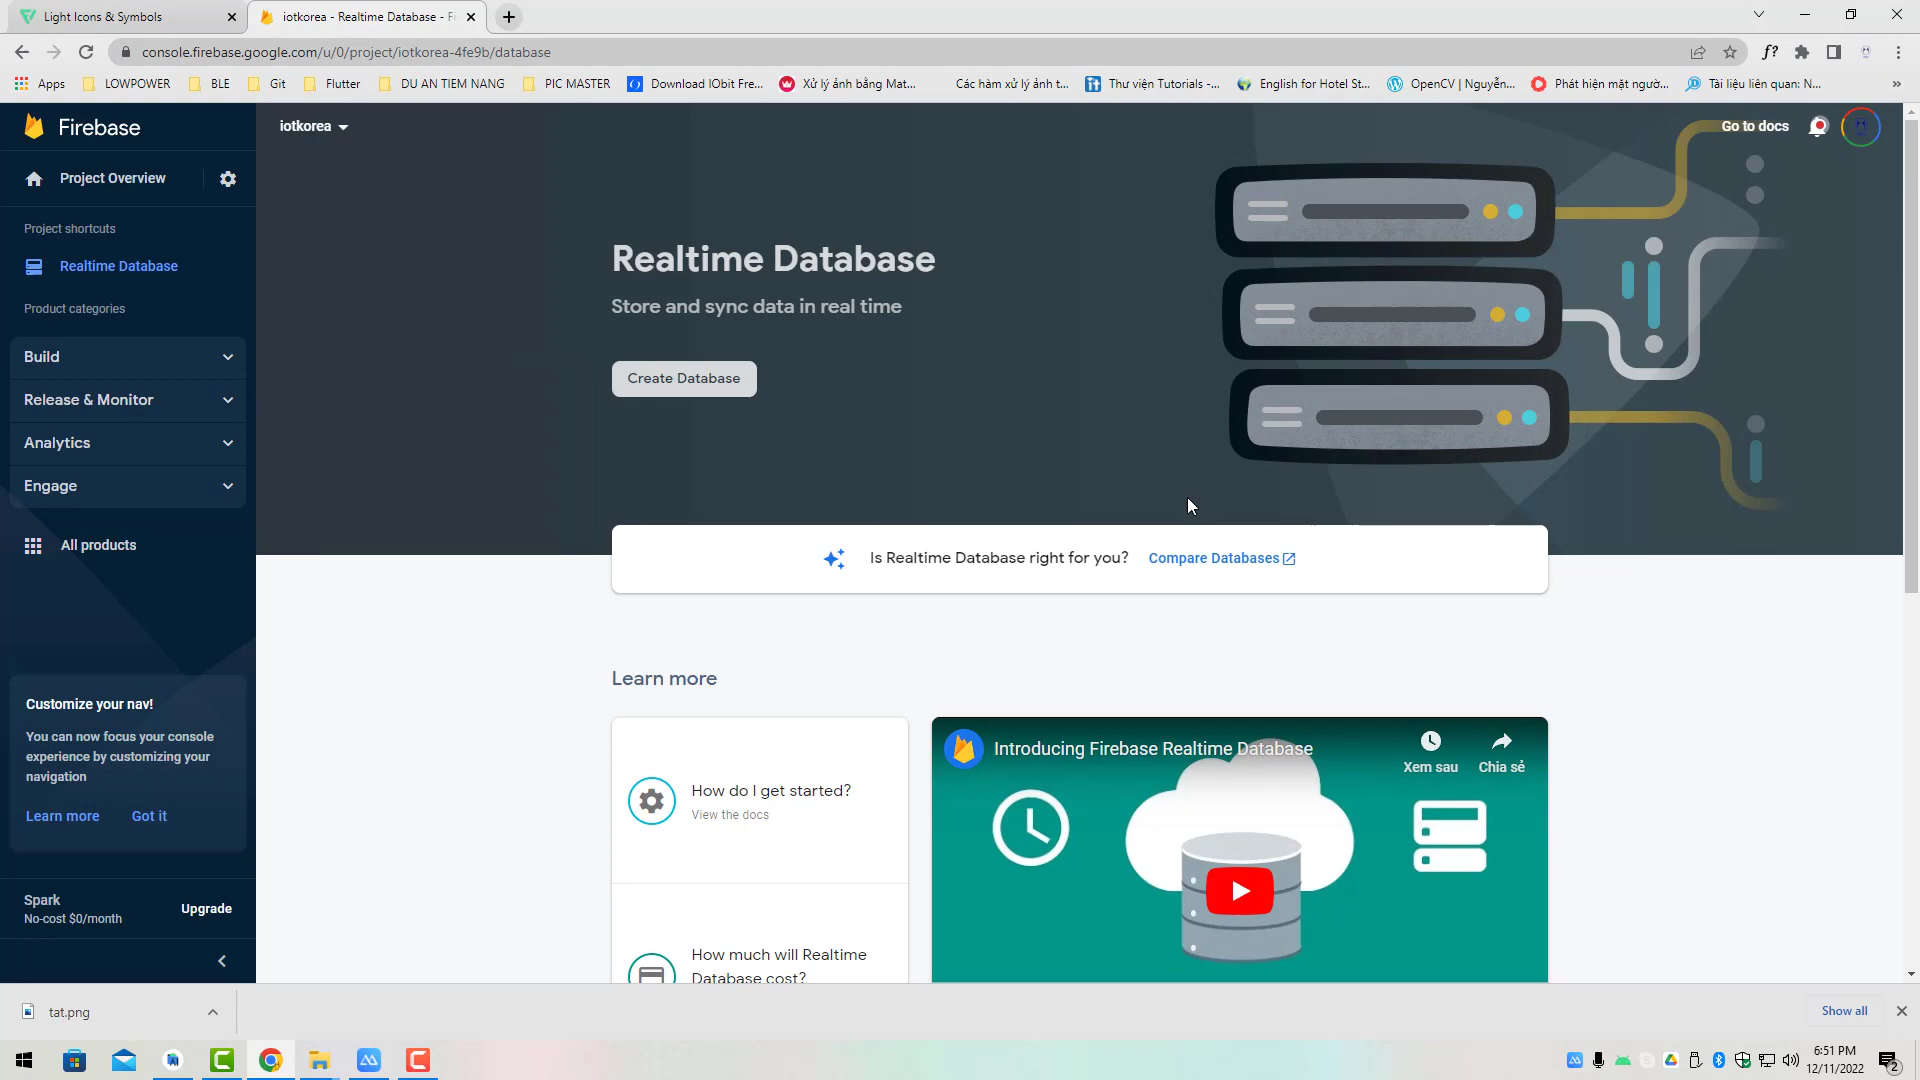 Light Icons & Symbols
iotkorea - Realtime Database - Fi
console.firebase.google.com/u/0/project/iotkorea-4fe9b/database
f?
Apps
LOWPOWER
BLE
Git
Flutter
DU AN TIEM NANG
PIC MASTER
Download IObit Fre...
Xử lý ảnh bằng Mat...
Các hàm xử lý ảnh t...
Thư viện Tutorials -...
English for Hotel St...
OpenCV | Nguyễn...
Phát hiện mặt ngườ...
Tài liệu liên quan: N...
»
Firebase
iotkorea
Go to docs
Project Overview
Project shortcuts
Realtime Database
Product categories
Build
Release & Monitor
Analytics
Engage
All products
Customize your nav!
You can now focus your console
experience by customizing your
navigation
Learn more
Got it
Spark
No-cost $0/month
Upgrade
Realtime Database
Store and sync data in real time
Create Database
Is Realtime Database right for you?
Compare Databases
Learn more
How do I get started?
View the docs
How much will Realtime
Database cost?
Introducing Firebase Realtime Database
Xem sau
Chia sẻ
tat.png
Show all
6:51 PM
12/11/2022
2